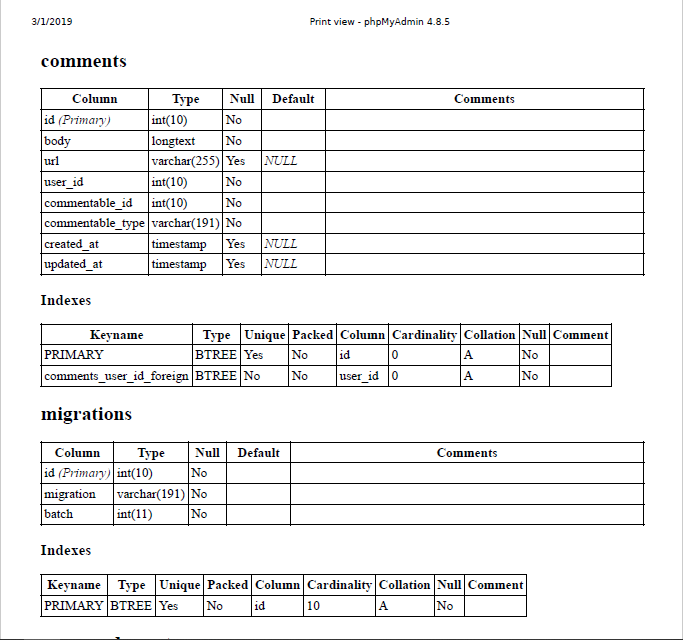 3/1/2019 Print view - phpMyAdmin 4.8.5
comments
Column Type Null Default Comments
id (Primary) int(10) No
body longtext No
url varchar(255) Yes NULL
user_id int(10) No
commentable_id int(10) No
commentable_type varchar(191) No
created_at timestamp Yes NULL
updated_at timestamp Yes NULL
Indexes
Keyname Type Unique Packed Column Cardinality Collation Null Comment
PRIMARY BTREE Yes No id 0 A No
comments_user_id_foreign BTREE No No user_id 0 A No
migrations
Column Type Null Default Comments
id (Primary) int(10) No
migration varchar(191) No
batch int(11) No
Indexes
Keyname Type Unique Packed Column Cardinality Collation Null Comment
PRIMARY BTREE Yes No id 10 A No